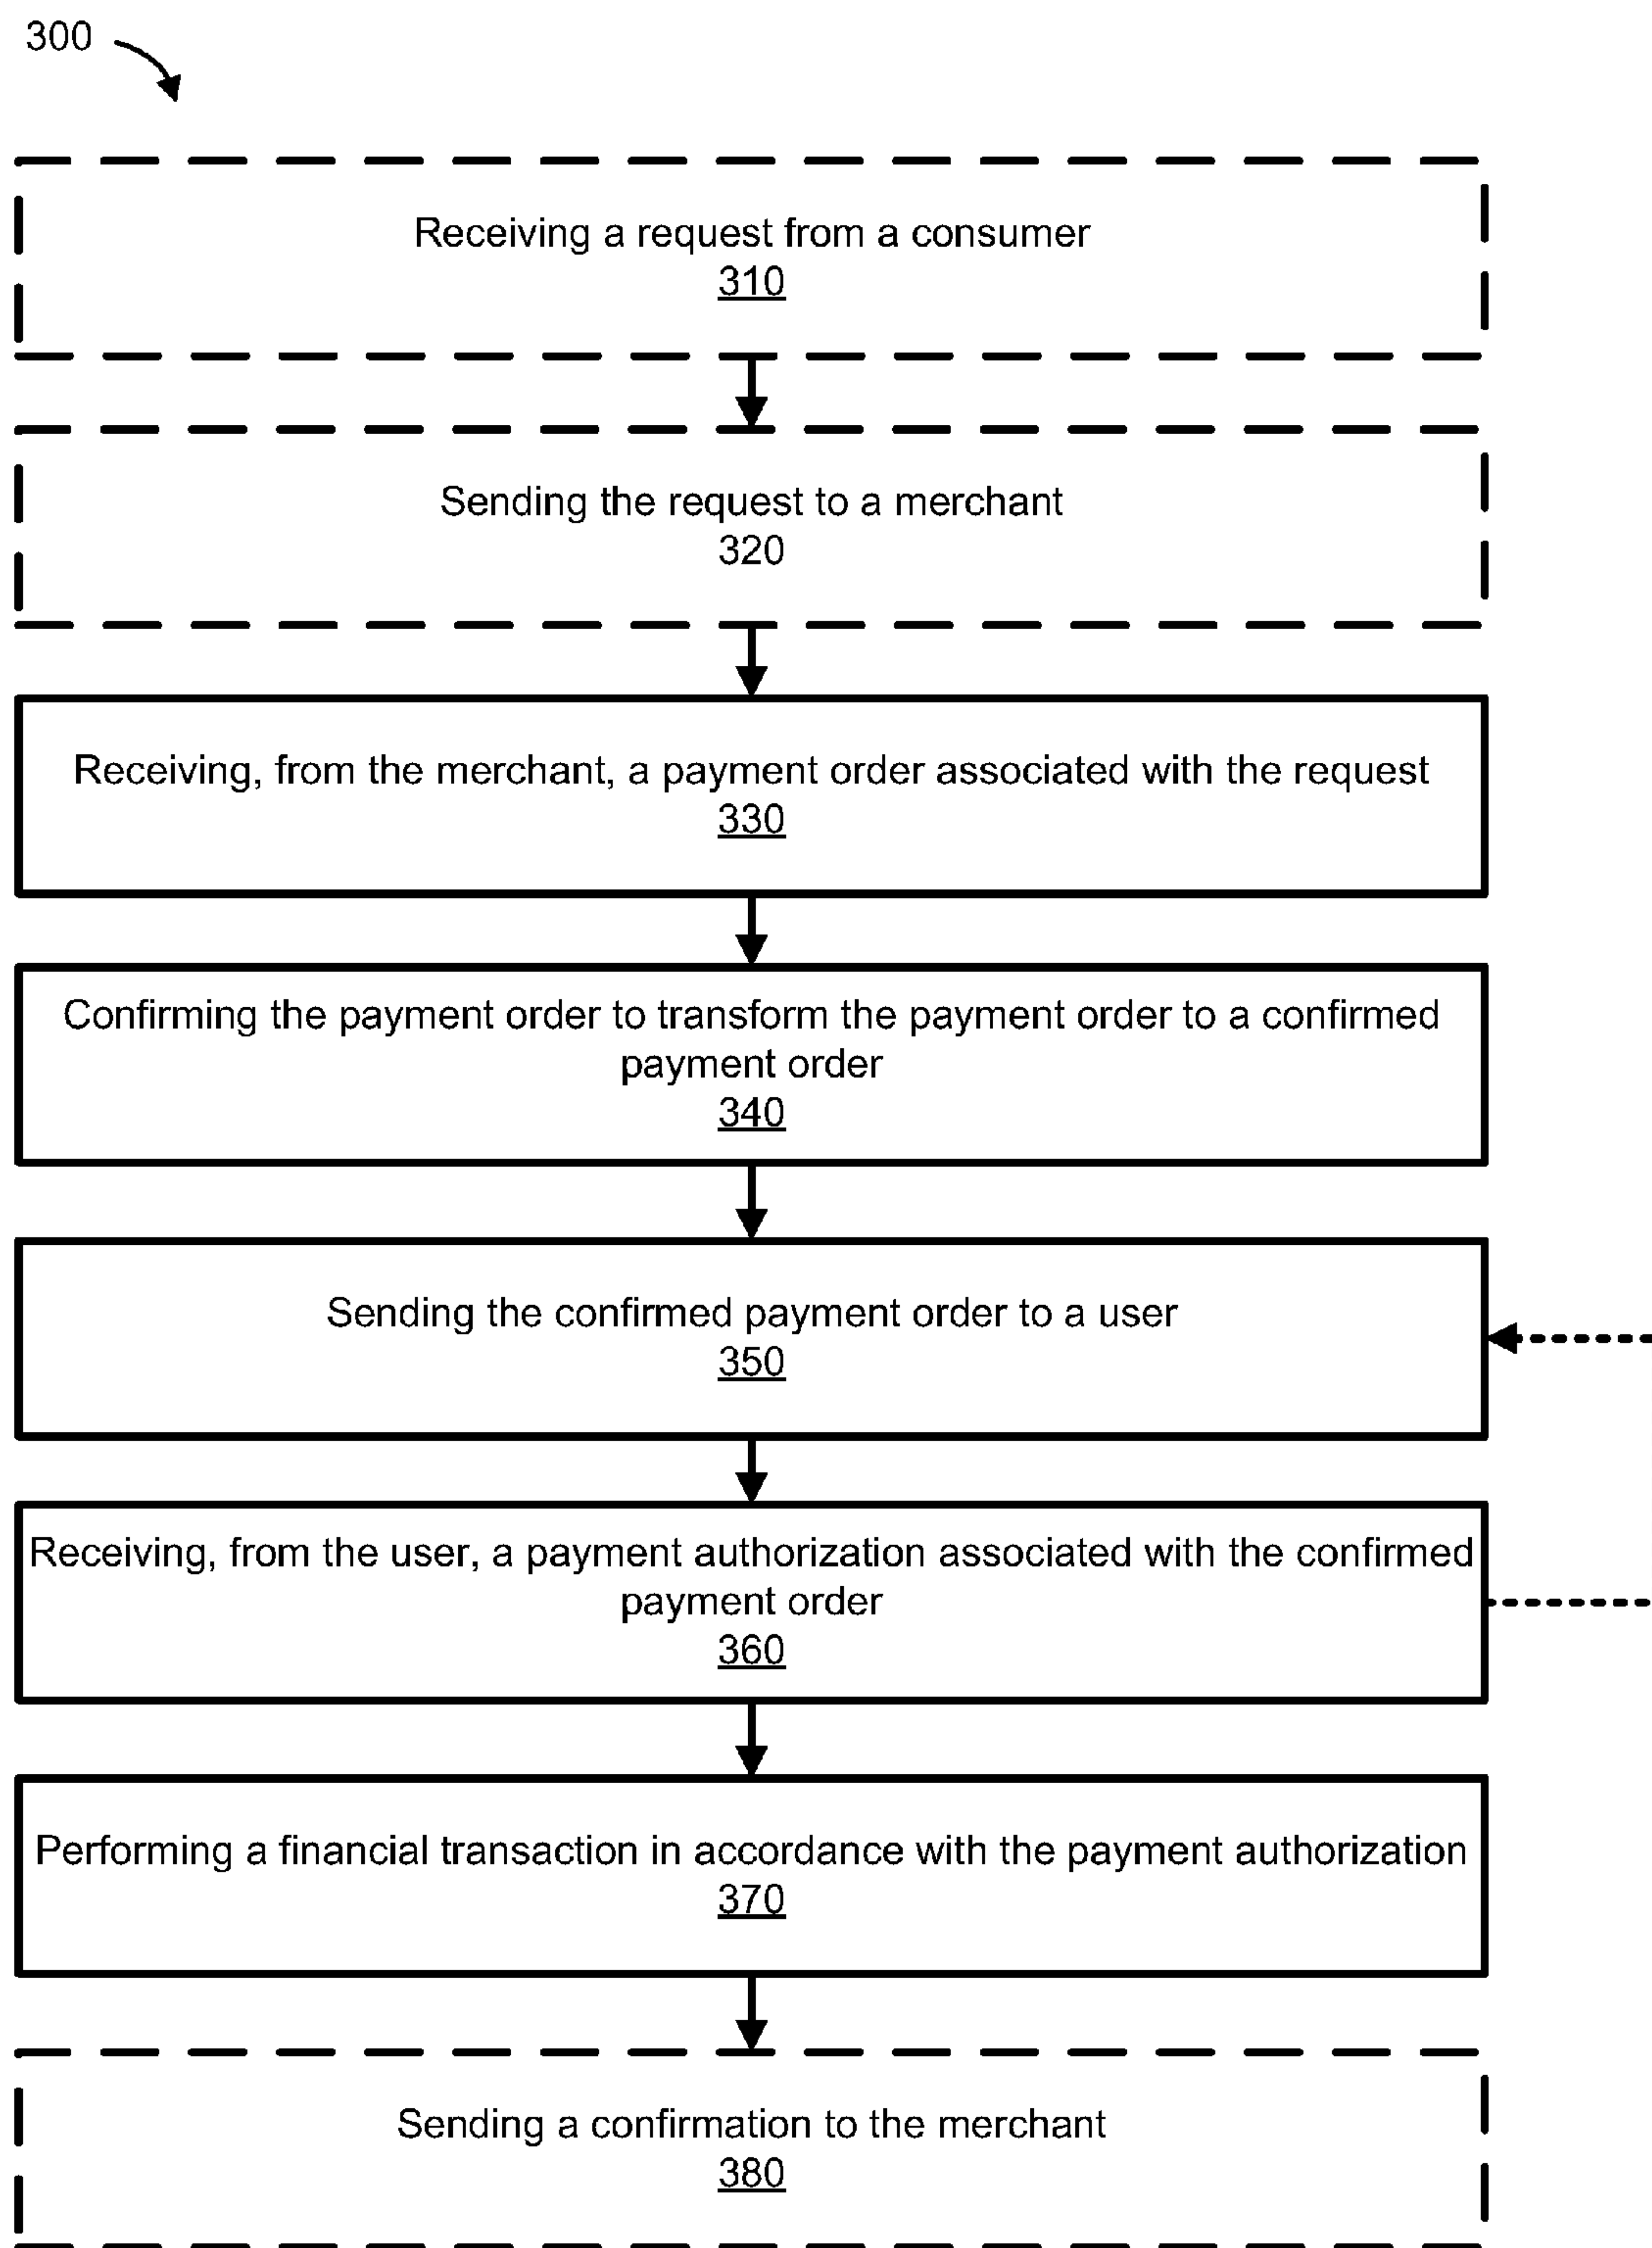 300
Receiving a request from a consumer
310
Sending the request to a merchant
320
Receiving, from the merchant, a payment order associated with the request
330
Confirming the payment order to transform the payment order to a confirmed
payment order
340
Sending the confirmed payment order to a user
350
Receiving, from the user, a payment authorization associated with the confirmed
payment order
360
Performing a financial transaction in accordance with the payment authorization
370
Sending a confirmation to the merchant
380